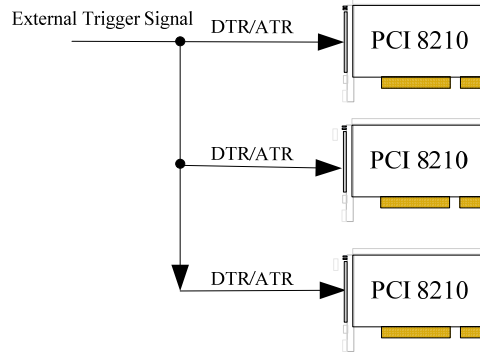 External Trigger Signal
DTR/ATR
PCI 8210
DTR/ATR
PCI 8210
DTR/ATR
PCI 8210